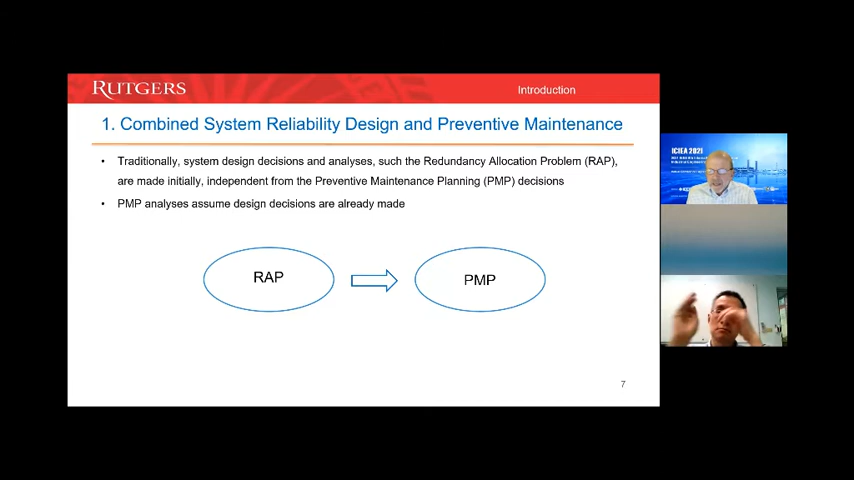 RUTGERS
Introduction
1. Combined System Reliability Design and Preventive Maintenance
• Traditionally, system design decisions and analyses, such the Redundancy Allocation Problem (RAP),
are made initially, independent from the Preventive Maintenance Planning (PMP) decisions
• PMP analyses assume design decisions are already made
RAP
PMP
7
ICIEA 2021